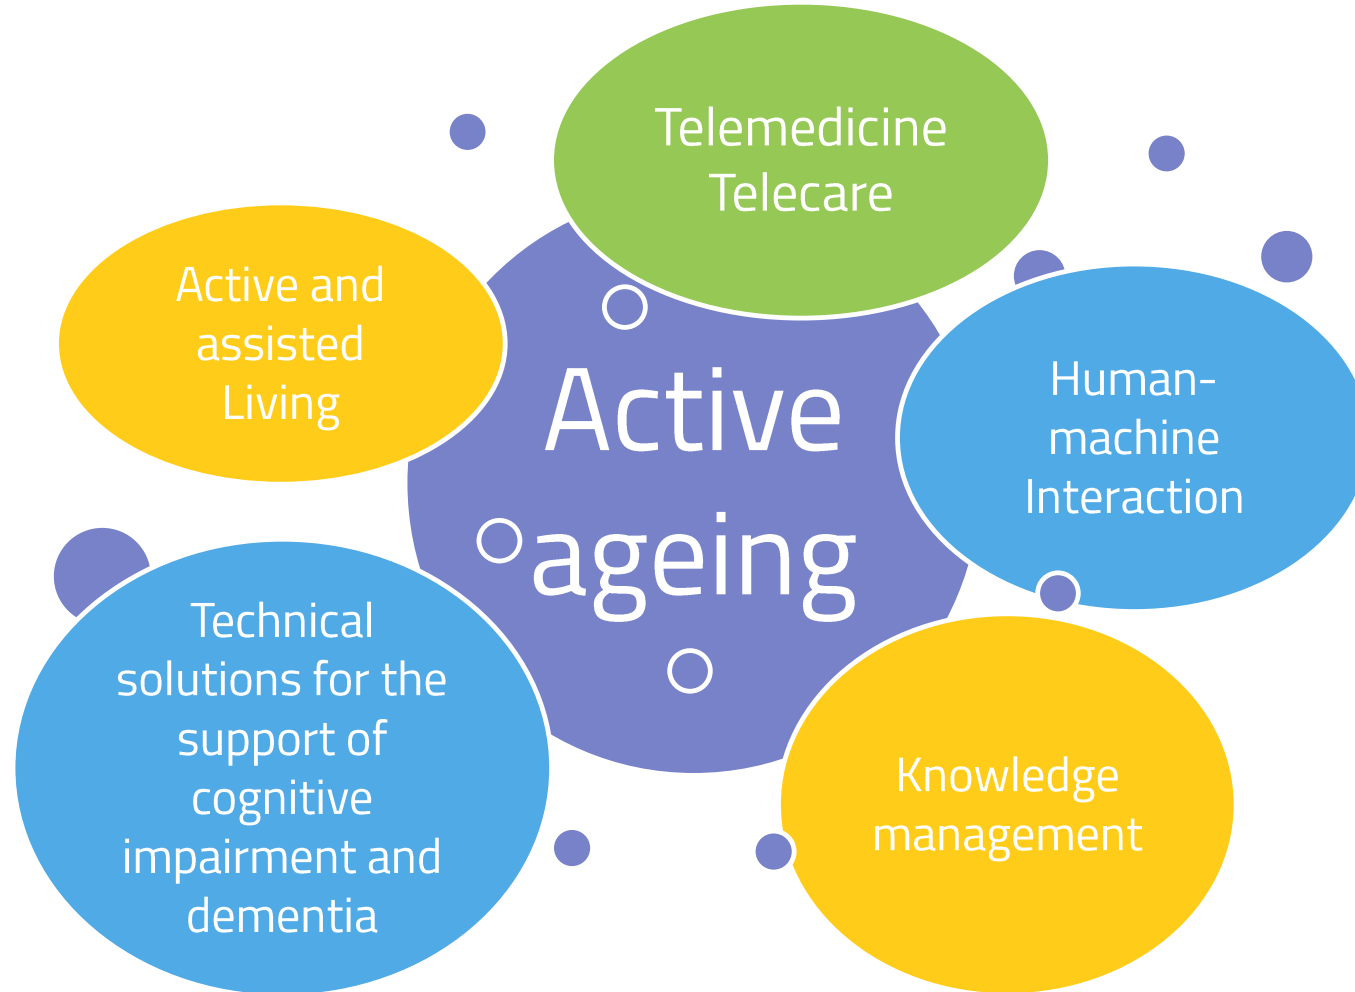 Telemedicine
Telecare
Active and
assisted
Living
Active
ageing
Human-
machine
Interaction
Technical
solutions for the
support of
cognitive
impairment and
dementia
Knowledge
management